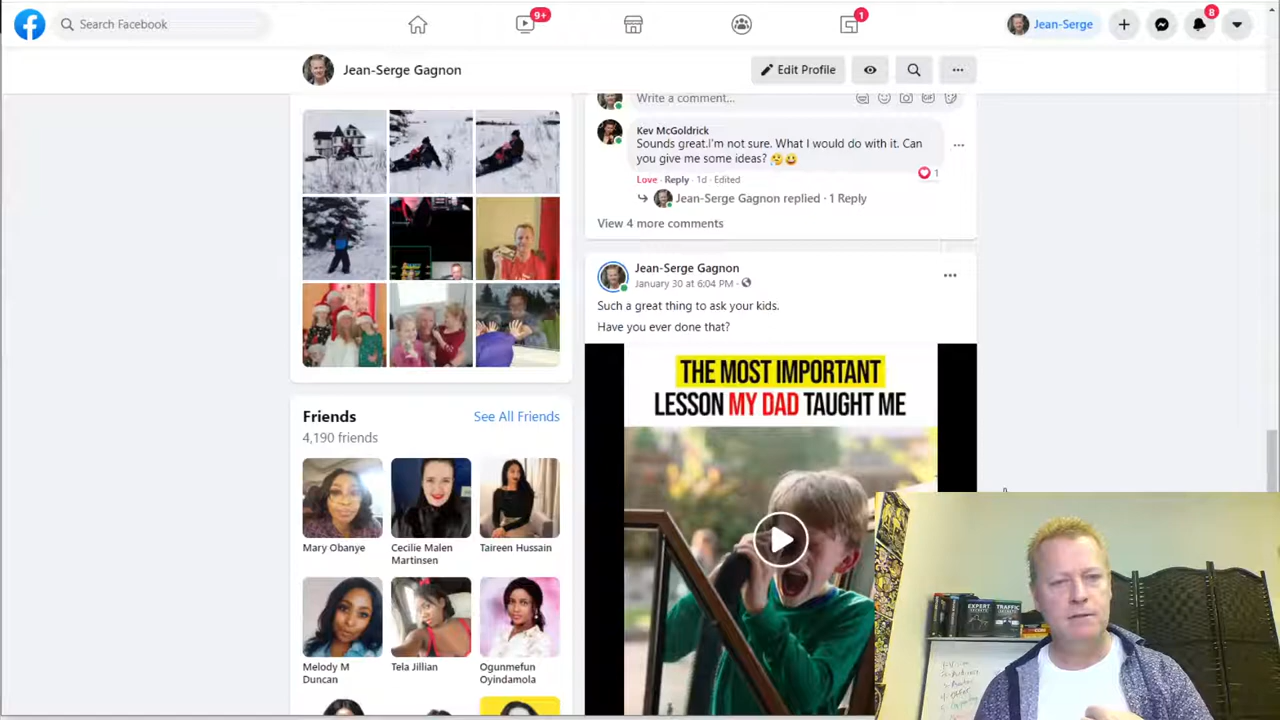 Search Facebook
9+
1
Jean-Serge
8
Jean-Serge Gagnon
Edit Profile
Write a comment...
GIF
Kev McGoldrick
Sounds great.I'm not sure. What I would do with it. Can
you give me some ideas? 🤔😃
1
Love · Reply · 1d · Edited
Jean-Serge Gagnon replied · 1 Reply
View 4 more comments
Jean-Serge Gagnon
January 30 at 6:04 PM ·
Such a great thing to ask your kids.
Have you ever done that?
THE MOST IMPORTANT
LESSON MY DAD TAUGHT ME
Friends
See All Friends
4,190 friends
Mary Obanye
Cecilie Malen
Martinsen
Taireen Hussain
Melody M
Duncan
Tela Jillian
Ogunmefun
Oyindamola
EXPERT
SECRETS
TRAFFIC
SECRETS